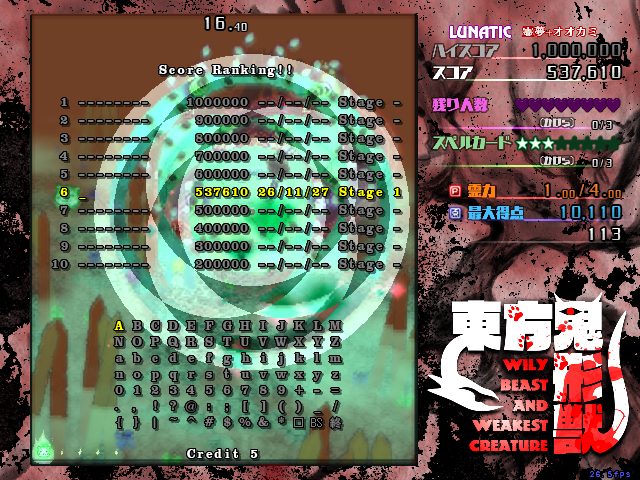 16.40
Score Ranking!!
1 -------- 1000000 --/--/-- Stage -
2 -------- 900000 --/--/-- Stage -
3 -------- 800000 --/--/-- Stage -
4 -------- 700000 --/--/-- Stage -
5 -------- 600000 --/--/-- Stage -
6 _ 537610 26/11/27 Stage 1
7 -------- 500000 --/--/-- Stage -
8 -------- 400000 --/--/-- Stage -
9 -------- 300000 --/--/-- Stage -
10 -------- 200000 --/--/-- Stage -
A B C D E F G H I J K L M
N O P Q R S T U V W X Y Z
a b c d e f g h i j k l m
n o p q r s t u v w x y z
0 1 2 3 4 5 6 7 8 9 + - =
. , ! ? @ : ; [ ] ( ) _ /
{ } | ~ ^ # $ % & * □ BS 終
Credit 5
LUNATIC 霊夢+オオカミ
ハイスコア 1,000,000
スコア 537,610
残り人数
(かけら) 0/3
スペルカード ★★★
(かけら) 0/3
P 霊力 1.00/4.00
最大得点 10,110
113
東方鬼形獣
WILY
BEAST
AND
WEAKEST
CREATURE
26.5fps